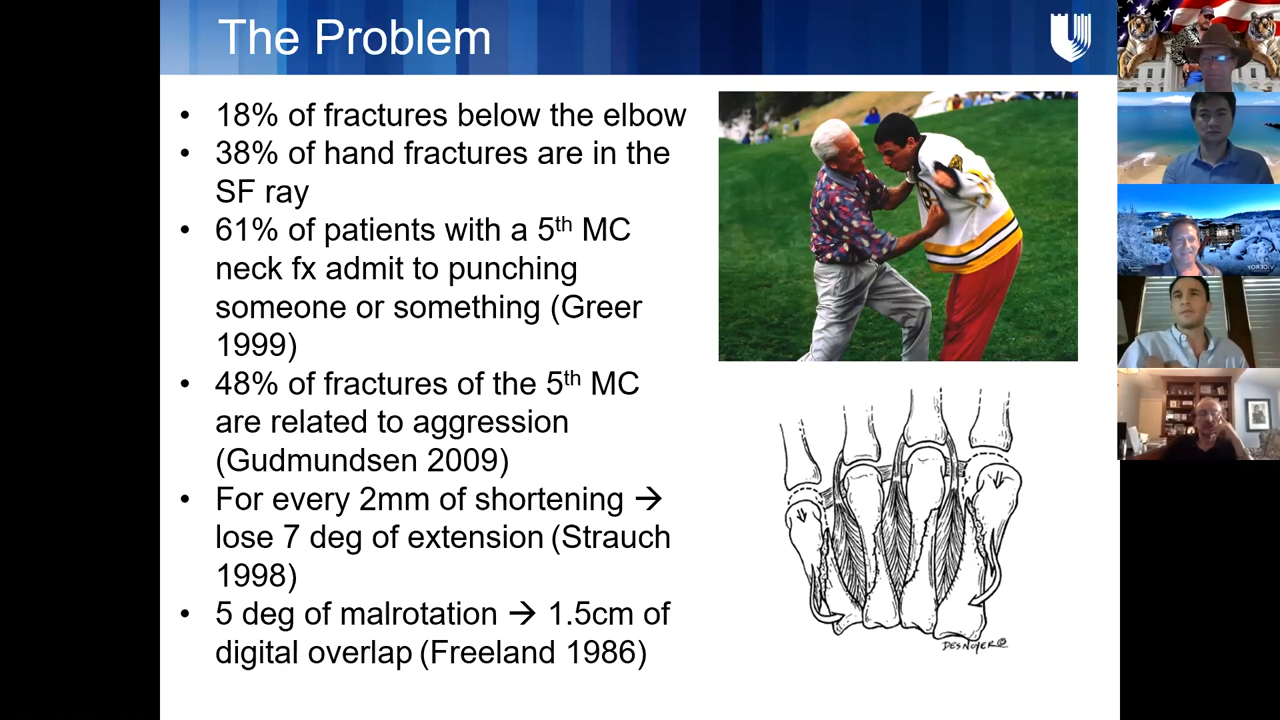 The Problem
• 18% of fractures below the elbow
• 38% of hand fractures are in the
SF ray
• 61% of patients with a 5th MC
neck fx admit to punching
someone or something (Greer
1999)
• 48% of fractures of the 5th MC
are related to aggression
(Gudmundsen 2009)
• For every 2mm of shortening →
lose 7 deg of extension (Strauch
1998)
• 5 deg of malrotation → 1.5cm of
digital overlap (Freeland 1986)
DESNOYER©